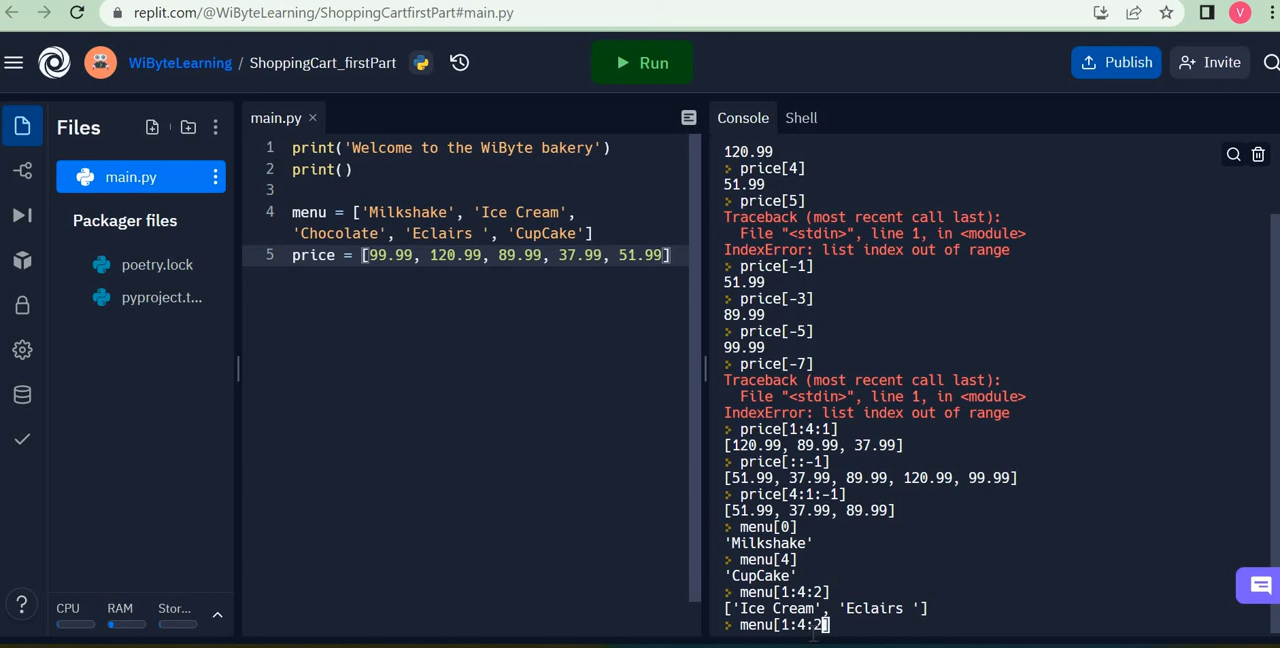 replit.com/@WiByteLearning/ShoppingCartfirstPart#main.py
V
WiByteLearning / ShoppingCart_firstPart
Run
Publish
Invite
Files
main.py
Packager files
poetry.lock
pyproject.t...
CPU RAM Stor...
main.py ×
1 print('Welcome to the WiByte bakery')
2 print()
3
4 menu = ['Milkshake', 'Ice Cream',
'Chocolate', 'Eclairs ', 'CupCake']
5 price = [99.99, 120.99, 89.99, 37.99, 51.99]
Console Shell
120.99
price[4]
51.99
price[5]
Traceback (most recent call last):
File "<stdin>", line 1, in <module>
IndexError: list index out of range
price[-1]
51.99
price[-3]
89.99
price[-5]
99.99
price[-7]
Traceback (most recent call last):
File "<stdin>", line 1, in <module>
IndexError: list index out of range
price[1:4:1]
[120.99, 89.99, 37.99]
price[::-1]
[51.99, 37.99, 89.99, 120.99, 99.99]
price[4:1:-1]
[51.99, 37.99, 89.99]
menu[0]
'Milkshake'
menu[4]
'CupCake'
menu[1:4:2]
['Ice Cream', 'Eclairs ']
menu[1:4:2]